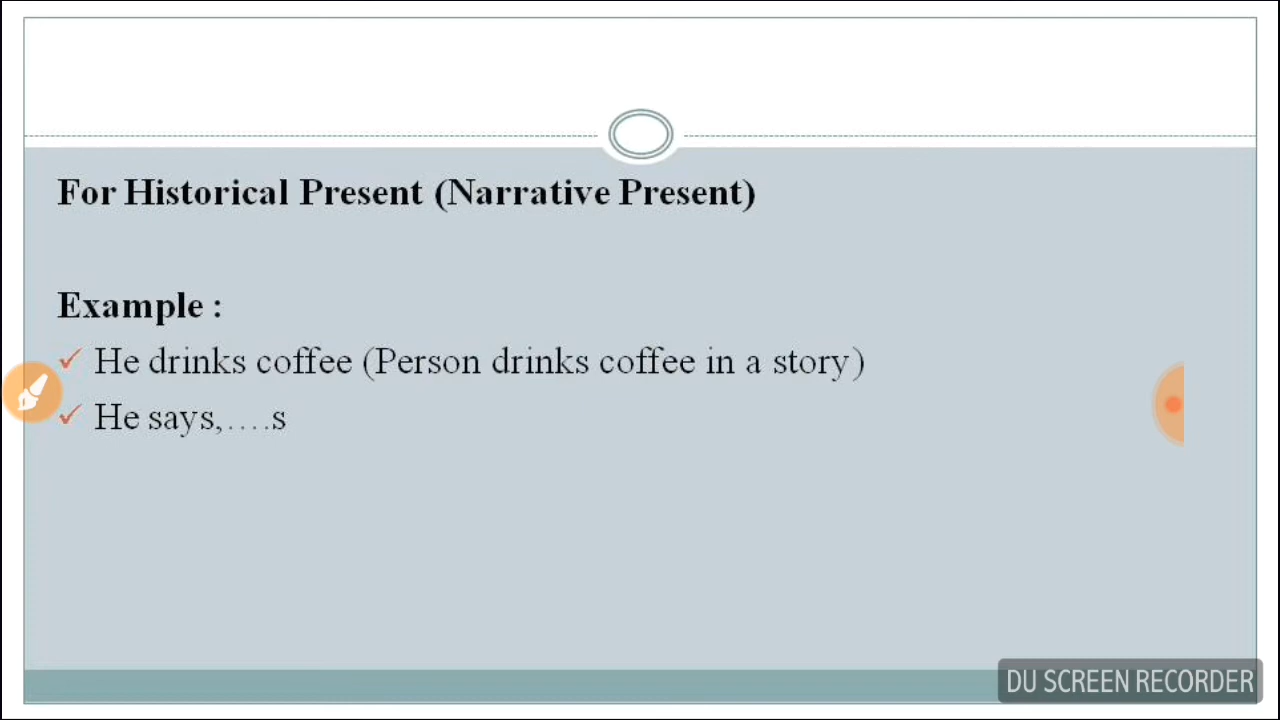 For Historical Present (Narrative Present)
Example :
He drinks coffee (Person drinks coffee in a story)
He says,....s
DU SCREEN RECORDER